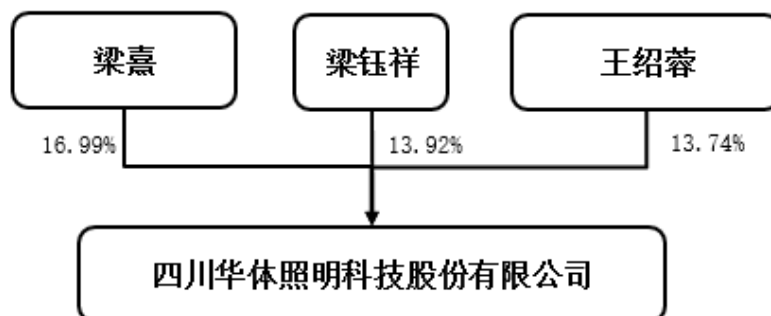 梁熹
梁钰祥
王绍蓉
16.99%
13.92%
13.74%
四川华体照明科技股份有限公司